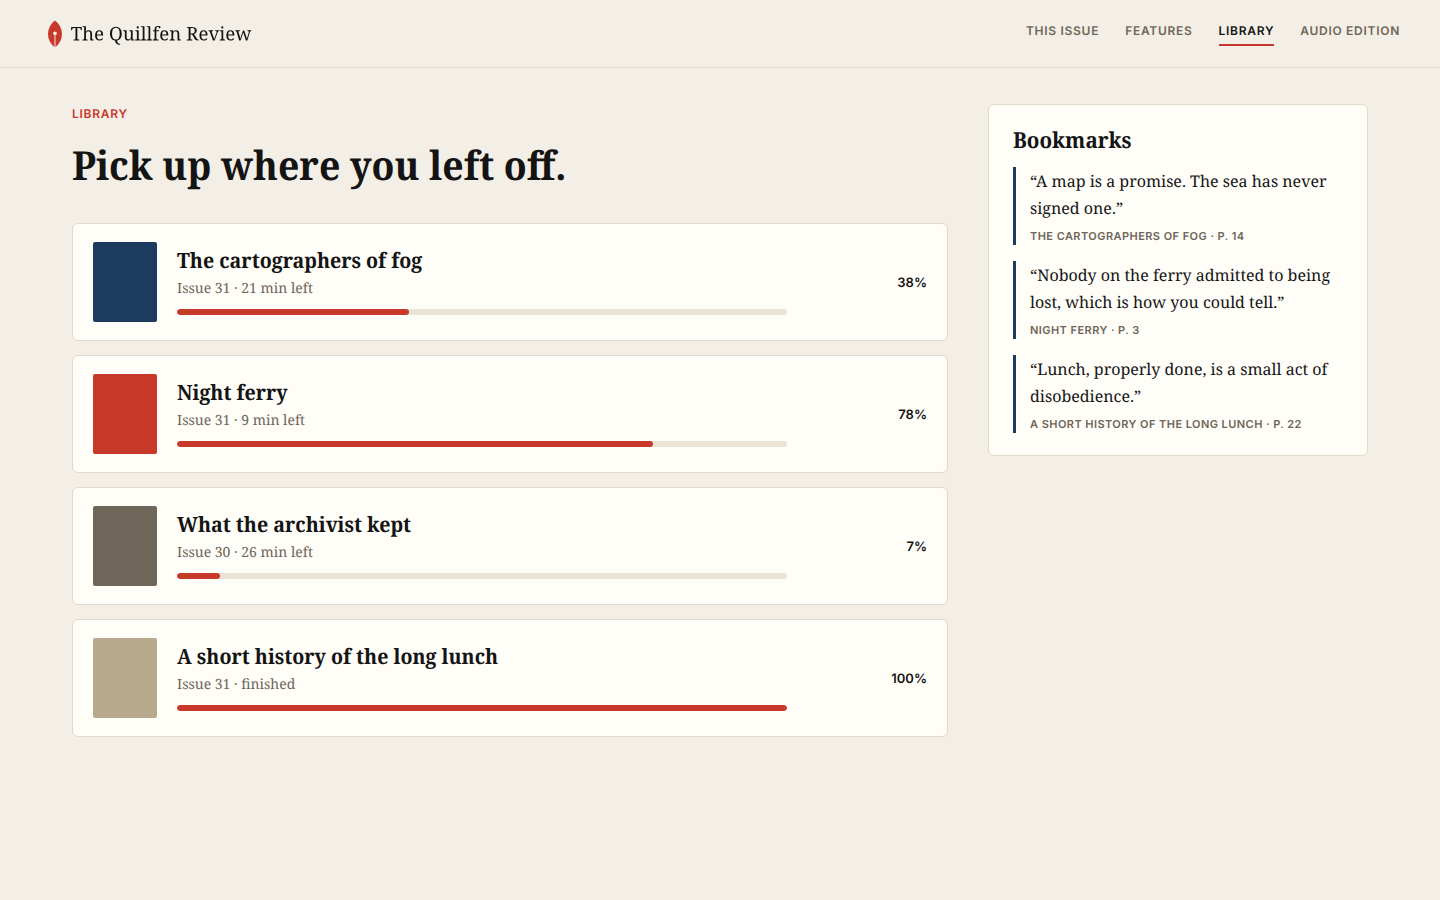 The Quillfen Review
THIS ISSUE
FEATURES
LIBRARY
AUDIO EDITION
LIBRARY
Pick up where you left off.
The cartographers of fog
Issue 31 · 21 min left
38%
Night ferry
Issue 31 · 9 min left
78%
What the archivist kept
Issue 30 · 26 min left
7%
A short history of the long lunch
Issue 31 · finished
100%
Bookmarks
“A map is a promise. The sea has never
signed one.”
THE CARTOGRAPHERS OF FOG · P. 14
“Nobody on the ferry admitted to being
lost, which is how you could tell.”
NIGHT FERRY · P. 3
“Lunch, properly done, is a small act of
disobedience.”
A SHORT HISTORY OF THE LONG LUNCH · P. 22